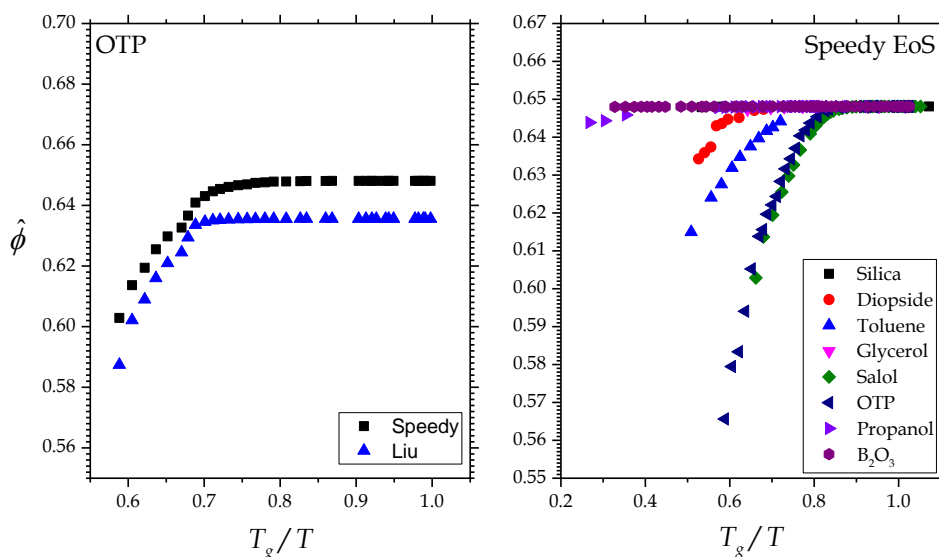 OTP
0.70
0.68
0.66
0.64
0.62
0.60
0.58
0.56
ϕ̂
0.6 0.7 0.8 0.9 1.0
T_g/T
Speedy
Liu
Speedy EoS
0.67
0.66
0.65
0.64
0.63
0.62
0.61
0.60
0.59
0.58
0.57
0.56
0.55
0.2 0.4 0.6 0.8 1.0
T_g/T
Silica
Diopside
Toluene
Glycerol
Salol
OTP
Propanol
B₂O₃